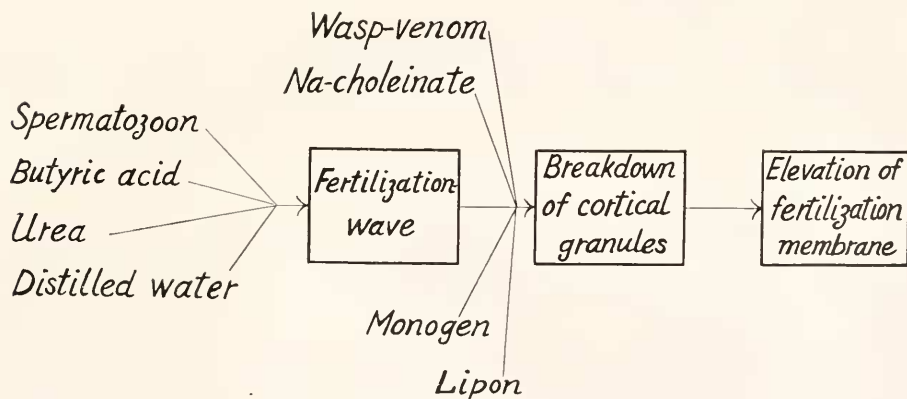 Wasp-venom
Na-choleinate
Spermatozoon
Butyric acid
Urea
Distilled water
Fertilization-
wave
Breakdown
of cortical
granules
Elevation of
fertilization
membrane
Monogen
Lipon